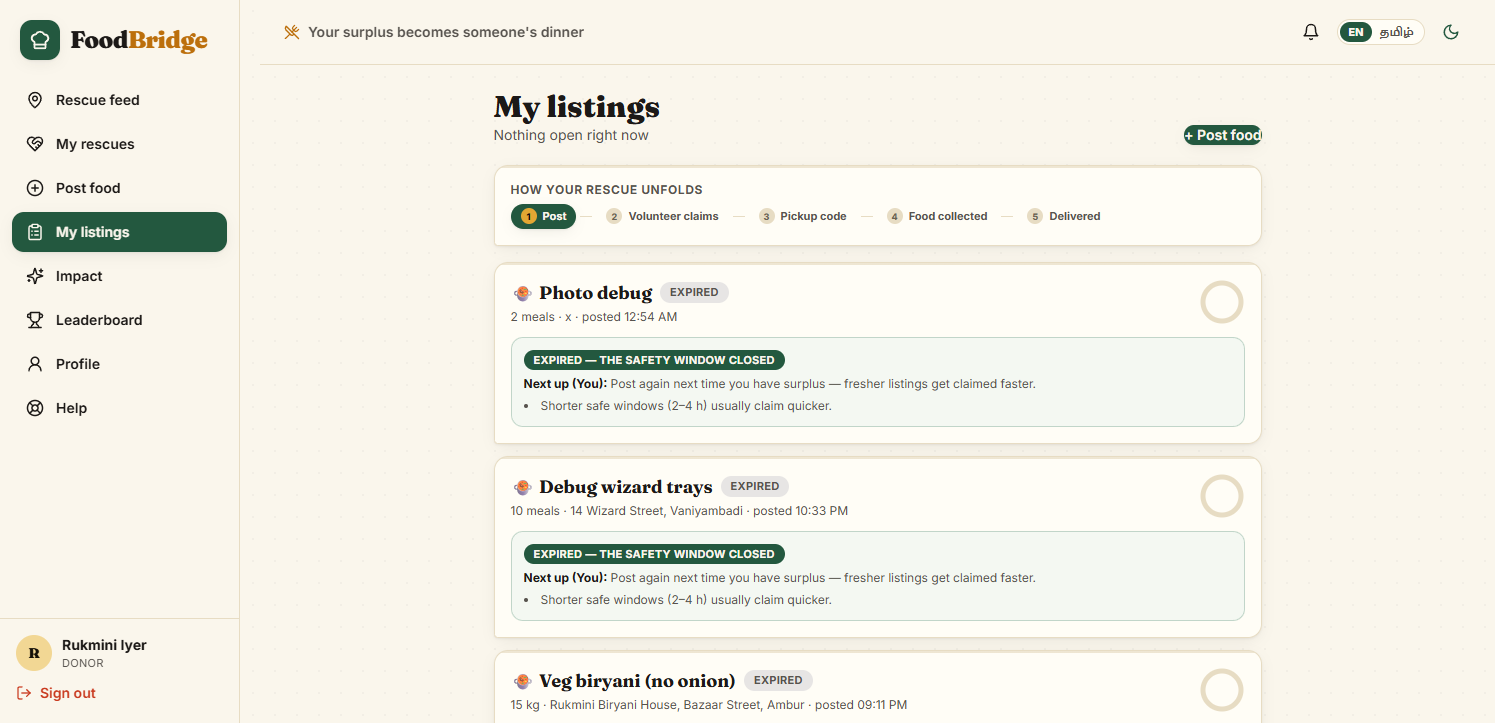 FoodBridge
Your surplus becomes someone's dinner
EN தமிழ்
Rescue feed
My rescues
Post food
My listings
Impact
Leaderboard
Profile
Help
R
Rukmini Iyer
DONOR
Sign out
My listings
Nothing open right now
+ Post food
HOW YOUR RESCUE UNFOLDS
1 Post — 2 Volunteer claims — 3 Pickup code — 4 Food collected — 5 Delivered
Photo debug EXPIRED
2 meals · x · posted 12:54 AM
EXPIRED — THE SAFETY WINDOW CLOSED
Next up (You): Post again next time you have surplus — fresher listings get claimed faster.
• Shorter safe windows (2–4 h) usually claim quicker.
Debug wizard trays EXPIRED
10 meals · 14 Wizard Street, Vaniyambadi · posted 10:33 PM
EXPIRED — THE SAFETY WINDOW CLOSED
Next up (You): Post again next time you have surplus — fresher listings get claimed faster.
• Shorter safe windows (2–4 h) usually claim quicker.
Veg biryani (no onion) EXPIRED
15 kg · Rukmini Biryani House, Bazaar Street, Ambur · posted 09:11 PM